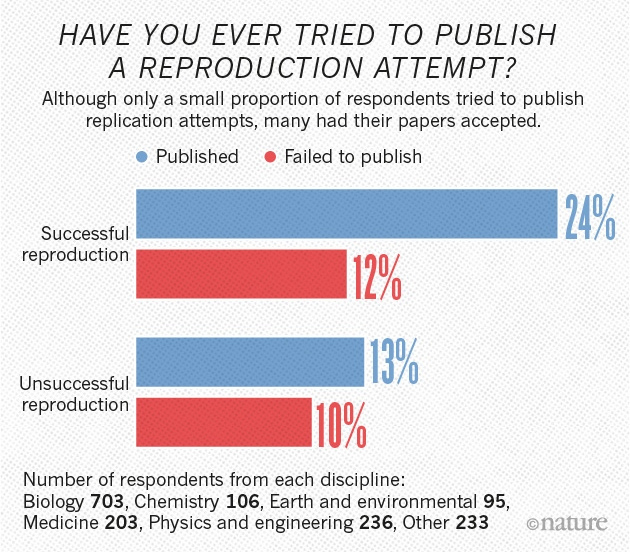 HAVE YOU EVER TRIED TO PUBLISH
A REPRODUCTION ATTEMPT?
Although only a small proportion of respondents tried to publish
replication attempts, many had their papers accepted.
Published Failed to publish
Successful
reproduction
24%
12%
Unsuccessful
reproduction
13%
10%
Number of respondents from each discipline:
Biology 703, Chemistry 106, Earth and environmental 95,
Medicine 203, Physics and engineering 236, Other 233
©nature